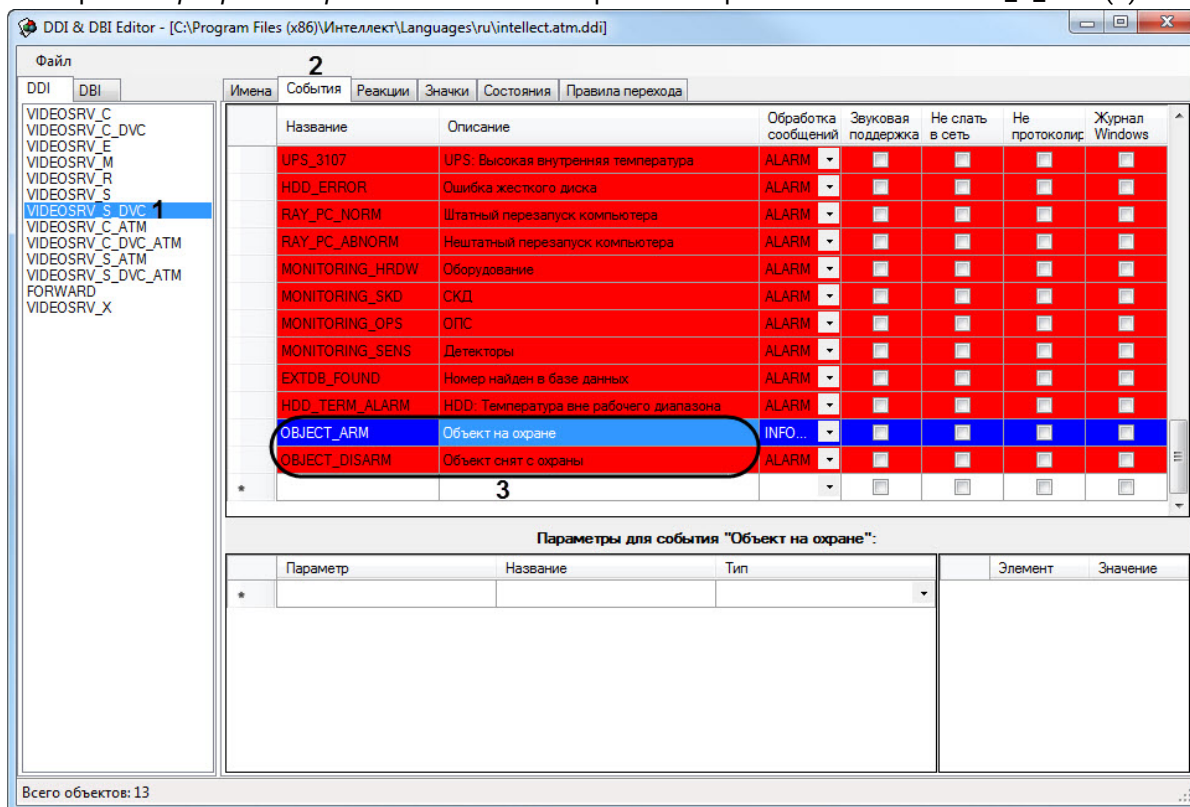 DDI & DBI Editor - [C:\Program Files (x86)\Интеллект\Languages\ru\intellect.atm.ddi]
Файл
2
DDI DBI
Имена События Реакции Значки Состояния Правила перехода
VIDEOSRV_C
VIDEOSRV_C_DVC
VIDEOSRV_E
VIDEOSRV_M
VIDEOSRV_R
VIDEOSRV_S
VIDEOSRV_S_DVC 1
VIDEOSRV_C_ATM
VIDEOSRV_C_DVC_ATM
VIDEOSRV_S_ATM
VIDEOSRV_S_DVC_ATM
FORWARD
VIDEOSRV_X
Название Описание Обработка сообщений Звуковая поддержка Не слать в сеть Не протоколир Журнал Windows
UPS_3107 UPS: Высокая внутренняя температура ALARM
HDD_ERROR Ошибка жесткого диска ALARM
RAY_PC_NORM Штатный перезапуск компьютера ALARM
RAY_PC_ABNORM Нештатный перезапуск компьютера ALARM
MONITORING_HRDW Оборудование ALARM
MONITORING_SKD СКД ALARM
MONITORING_OPS ОПС ALARM
MONITORING_SENS Детекторы ALARM
EXTDB_FOUND Номер найден в базе данных ALARM
HDD_TERM_ALARM HDD: Температура вне рабочего диапазона ALARM
OBJECT_ARM Объект на охране INFO...
OBJECT_DISARM Объект снят с охраны ALARM
* 3
Параметры для события "Объект на охране":
Параметр Название Тип Элемент Значение
*
Всего объектов: 13